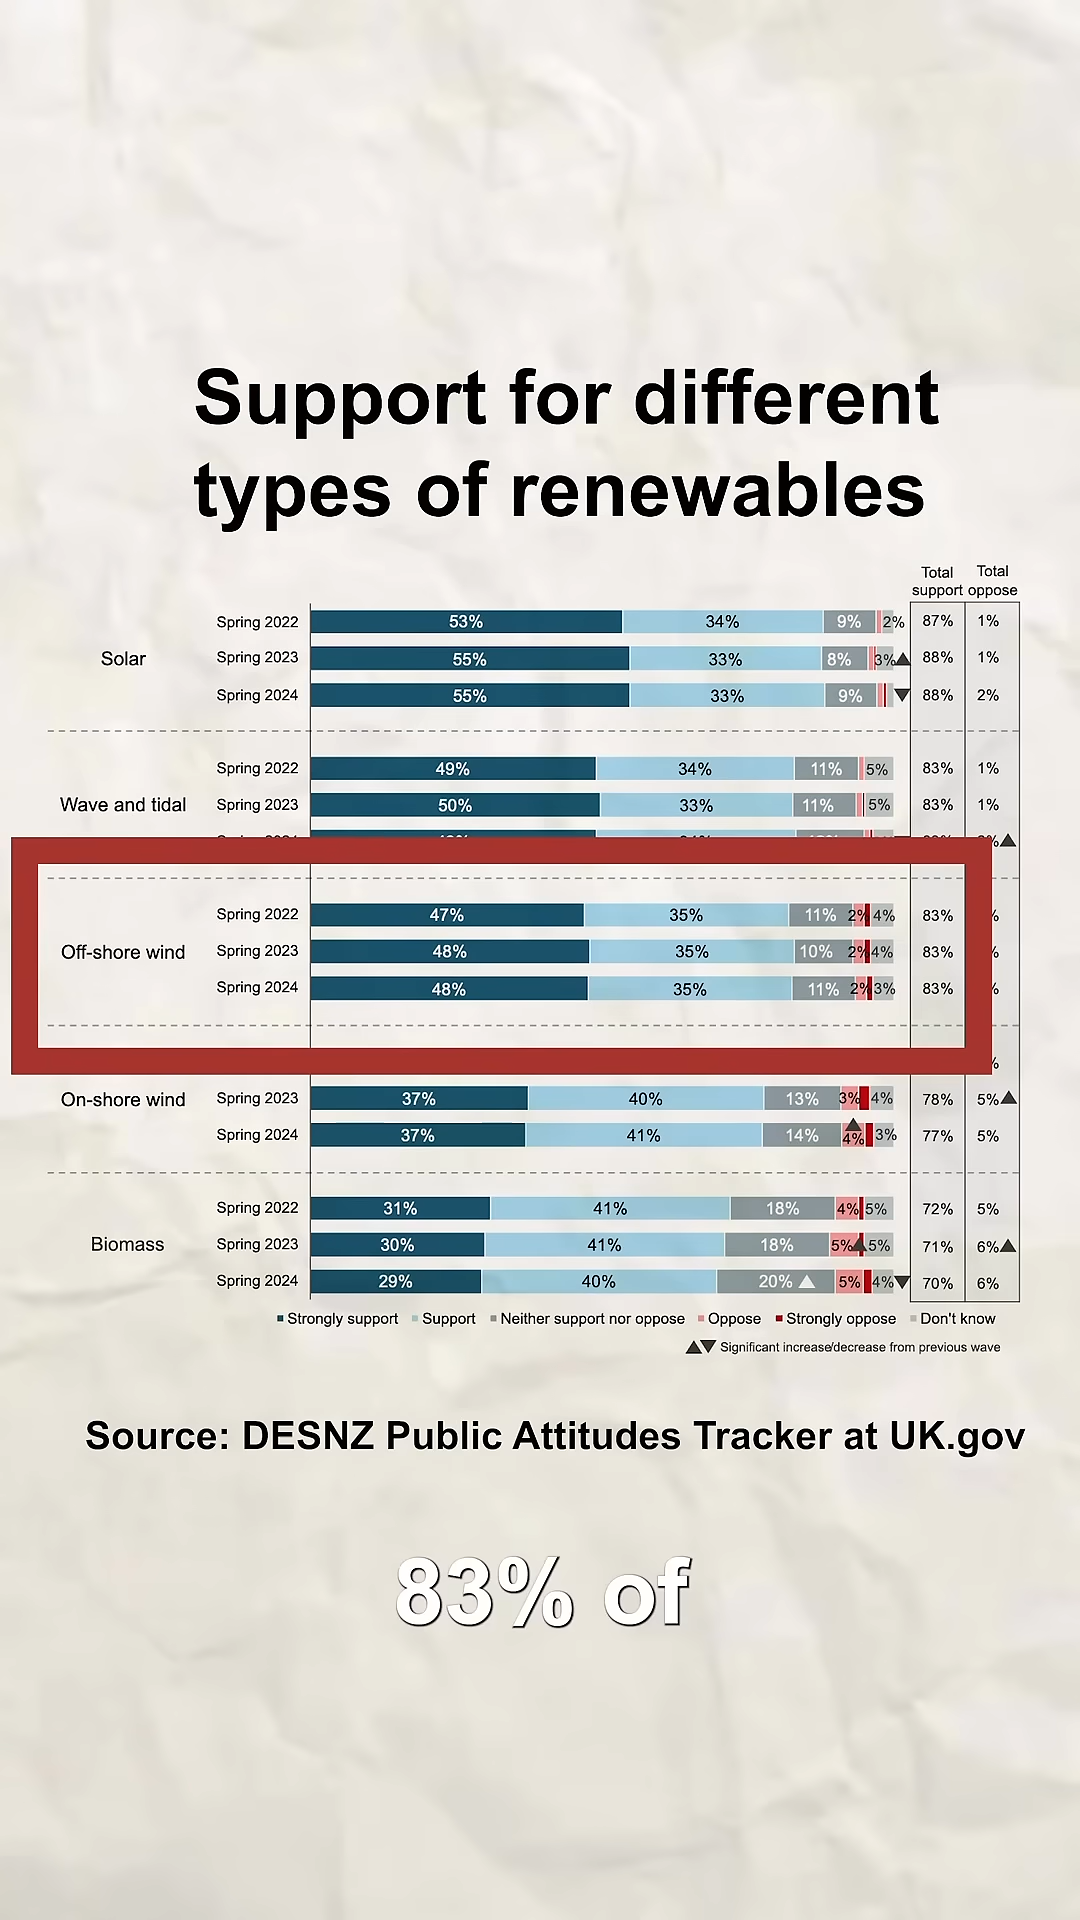 Support for different
types of renewables
Total Total
support oppose
Solar
Spring 2022 53% 34% 9% 2% 87% 1%
Spring 2023 55% 33% 8% 3% 88% 1%
Spring 2024 55% 33% 9% 88% 2%
Wave and tidal
Spring 2022 49% 34% 11% 5% 83% 1%
Spring 2023 50% 33% 11% 5% 83% 1%
Off-shore wind
Spring 2022 47% 35% 11% 2% 4% 83%
Spring 2023 48% 35% 10% 2% 4% 83%
Spring 2024 48% 35% 11% 2% 3% 83%
On-shore wind
Spring 2023 37% 40% 13% 3% 4% 78% 5%
Spring 2024 37% 41% 14% 4% 3% 77% 5%
Biomass
Spring 2022 31% 41% 18% 4% 5% 72% 5%
Spring 2023 30% 41% 18% 5% 5% 71% 6%
Spring 2024 29% 40% 20% 5% 4% 70% 6%
Strongly support Support Neither support nor oppose Oppose Strongly oppose Don't know
Significant increase/decrease from previous wave
Source: DESNZ Public Attitudes Tracker at UK.gov
83% of